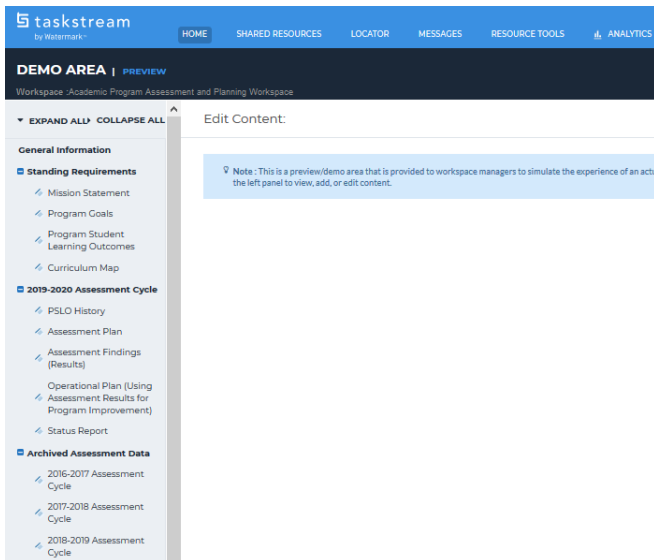 taskstream
by Watermark™
HOME SHARED RESOURCES LOCATOR MESSAGES RESOURCE TOOLS ANALYTICS
DEMO AREA | PREVIEW
Workspace :Academic Program Assessment and Planning Workspace
EXPAND ALL COLLAPSE ALL
General Information
Standing Requirements
Mission Statement
Program Goals
Program Student
Learning Outcomes
Curriculum Map
2019-2020 Assessment Cycle
PSLO History
Assessment Plan
Assessment Findings
(Results)
Operational Plan (Using
Assessment Results for
Program Improvement)
Status Report
Archived Assessment Data
2016-2017 Assessment
Cycle
2017-2018 Assessment
Cycle
2018-2019 Assessment
Cycle
Edit Content:
Note : This is a preview/demo area that is provided to workspace managers to simulate the experience of an actu
the left panel to view, add, or edit content.